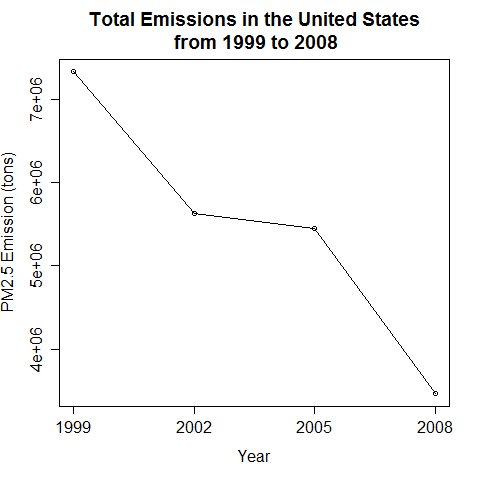 Total Emissions in the United States
from 1999 to 2008
PM2.5 Emission (tons)
7e+06
6e+06
5e+06
4e+06
1999 2002 2005 2008
Year